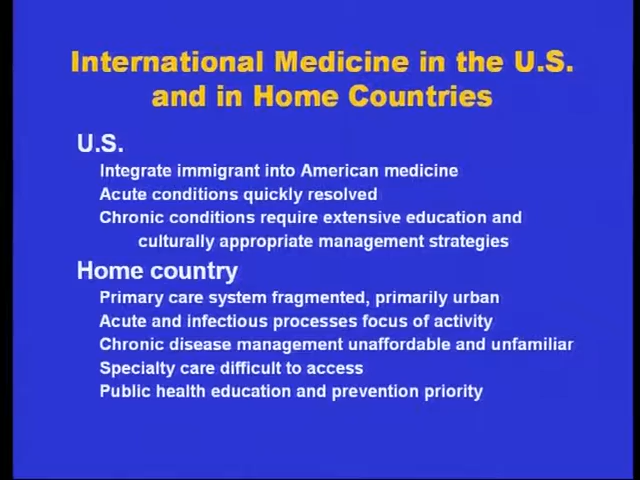 International Medicine in the U.S.
and in Home Countries
U.S.
Integrate immigrant into American medicine
Acute conditions quickly resolved
Chronic conditions require extensive education and
culturally appropriate management strategies
Home country
Primary care system fragmented, primarily urban
Acute and infectious processes focus of activity
Chronic disease management unaffordable and unfamiliar
Specialty care difficult to access
Public health education and prevention priority